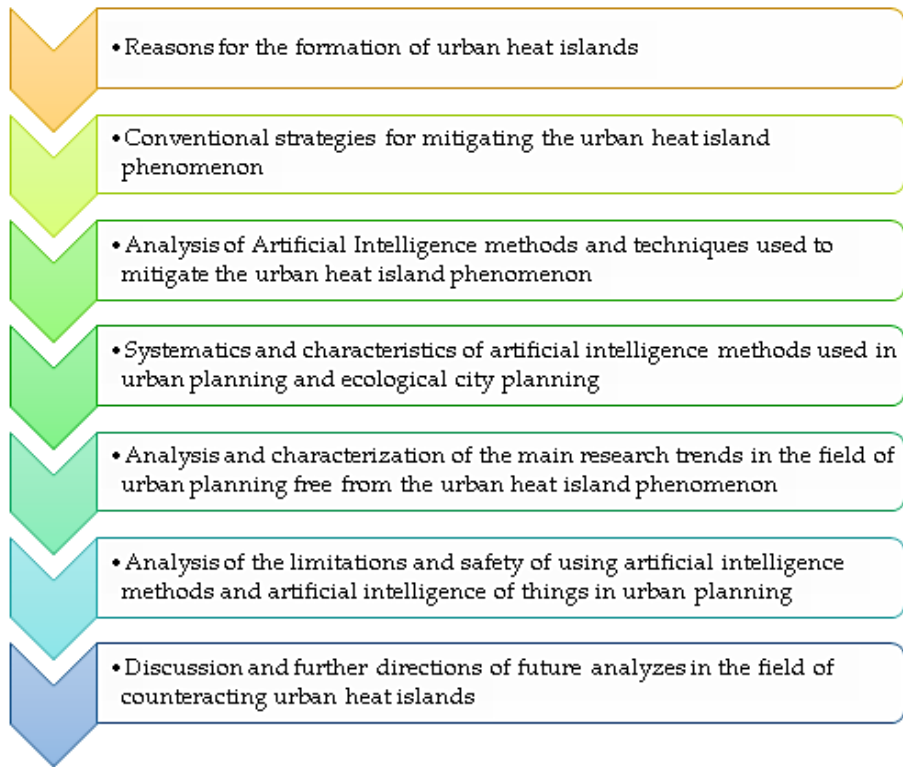 •Reasons for the formation of urban heat islands
•Conventional strategies for mitigating the urban heat island
phenomenon
•Analysis of Artificial Intelligence methods and techniques used to
mitigate the urban heat island phenomenon
•Systematics and characteristics of artificial intelligence methods used in
urban planning and ecological city planning
•Analysis and characterization of the main research trends in the field of
urban planning free from the urban heat island phenomenon
•Analysis of the limitations and safety of using artificial intelligence
methods and artificial intelligence of things in urban planning
•Discussion and further directions of future analyzes in the field of
counteracting urban heat islands